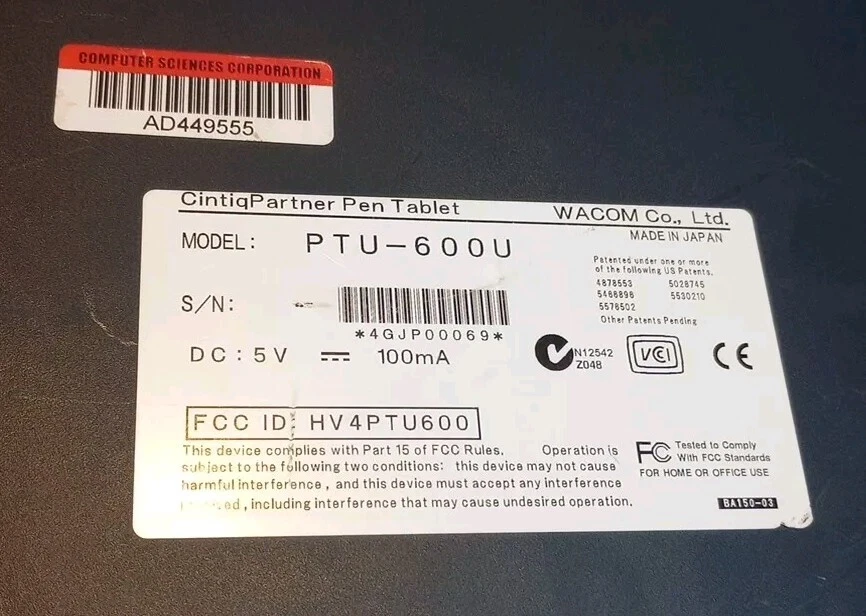 COMPUTER SCIENCES CORPORATION
AD449555
CintiqPartner Pen Tablet
WACOM Co., Ltd.
MADE IN JAPAN
MODEL: PTU-600U
Patented under one or more
of the following US Patents.
4878553 5028745
5466896 5530210
5576502
Other Patents Pending
S/N:
*4GJP00069*
DC: 5V ⎓ 100mA
N12542
Z048
VCI
CE
FCC ID: HV4PTU600
This device complies with Part 15 of FCC Rules. Operation is
subject to the following two conditions: this device may not cause
harmful interference, and this device must accept any interference
, including interference that may cause undesired operation.
FC Tested to Comply
With FCC Standards
FOR HOME OR OFFICE USE
BA150-03